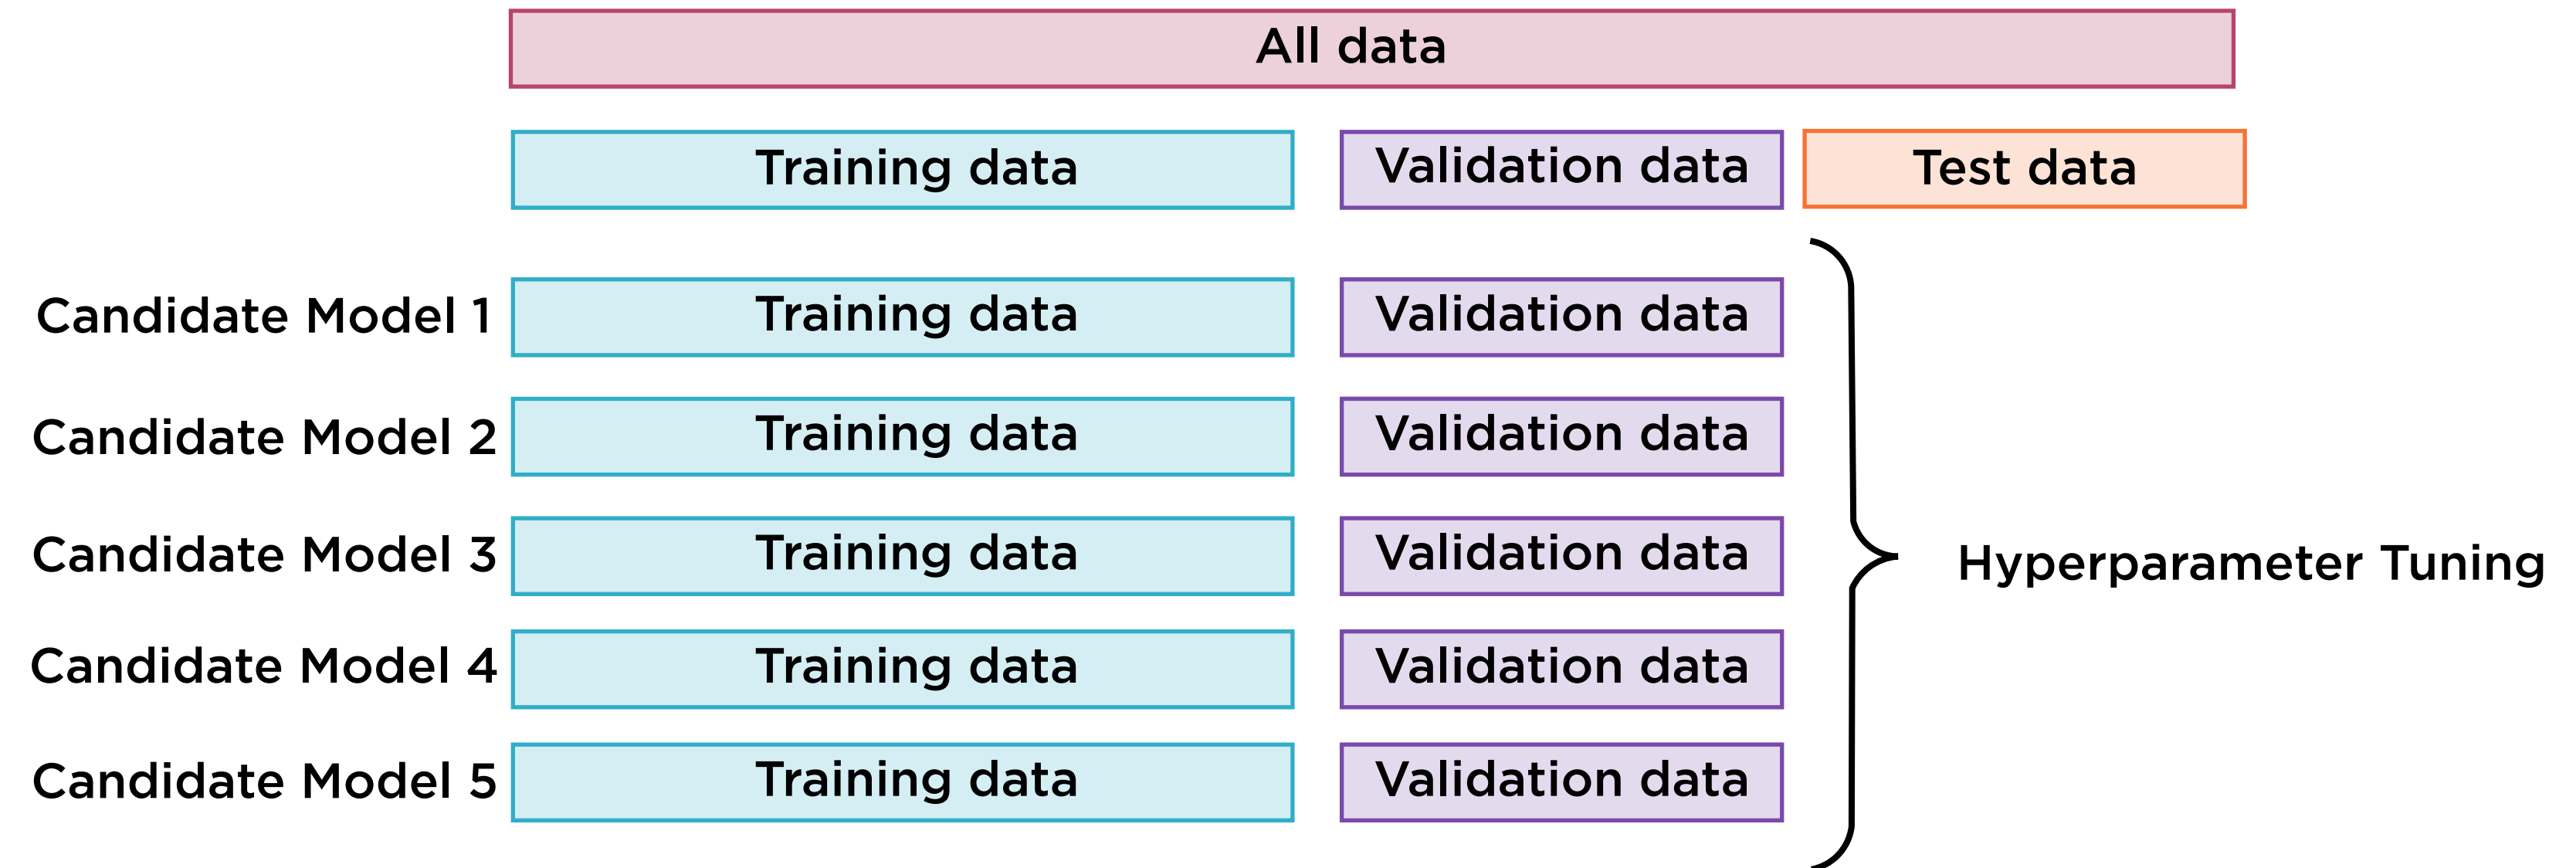 All data
Training data Validation data Test data
Candidate Model 1 Training data Validation data
Candidate Model 2 Training data Validation data
Candidate Model 3 Training data Validation data
Hyperparameter Tuning
Candidate Model 4 Training data Validation data
Candidate Model 5 Training data Validation data